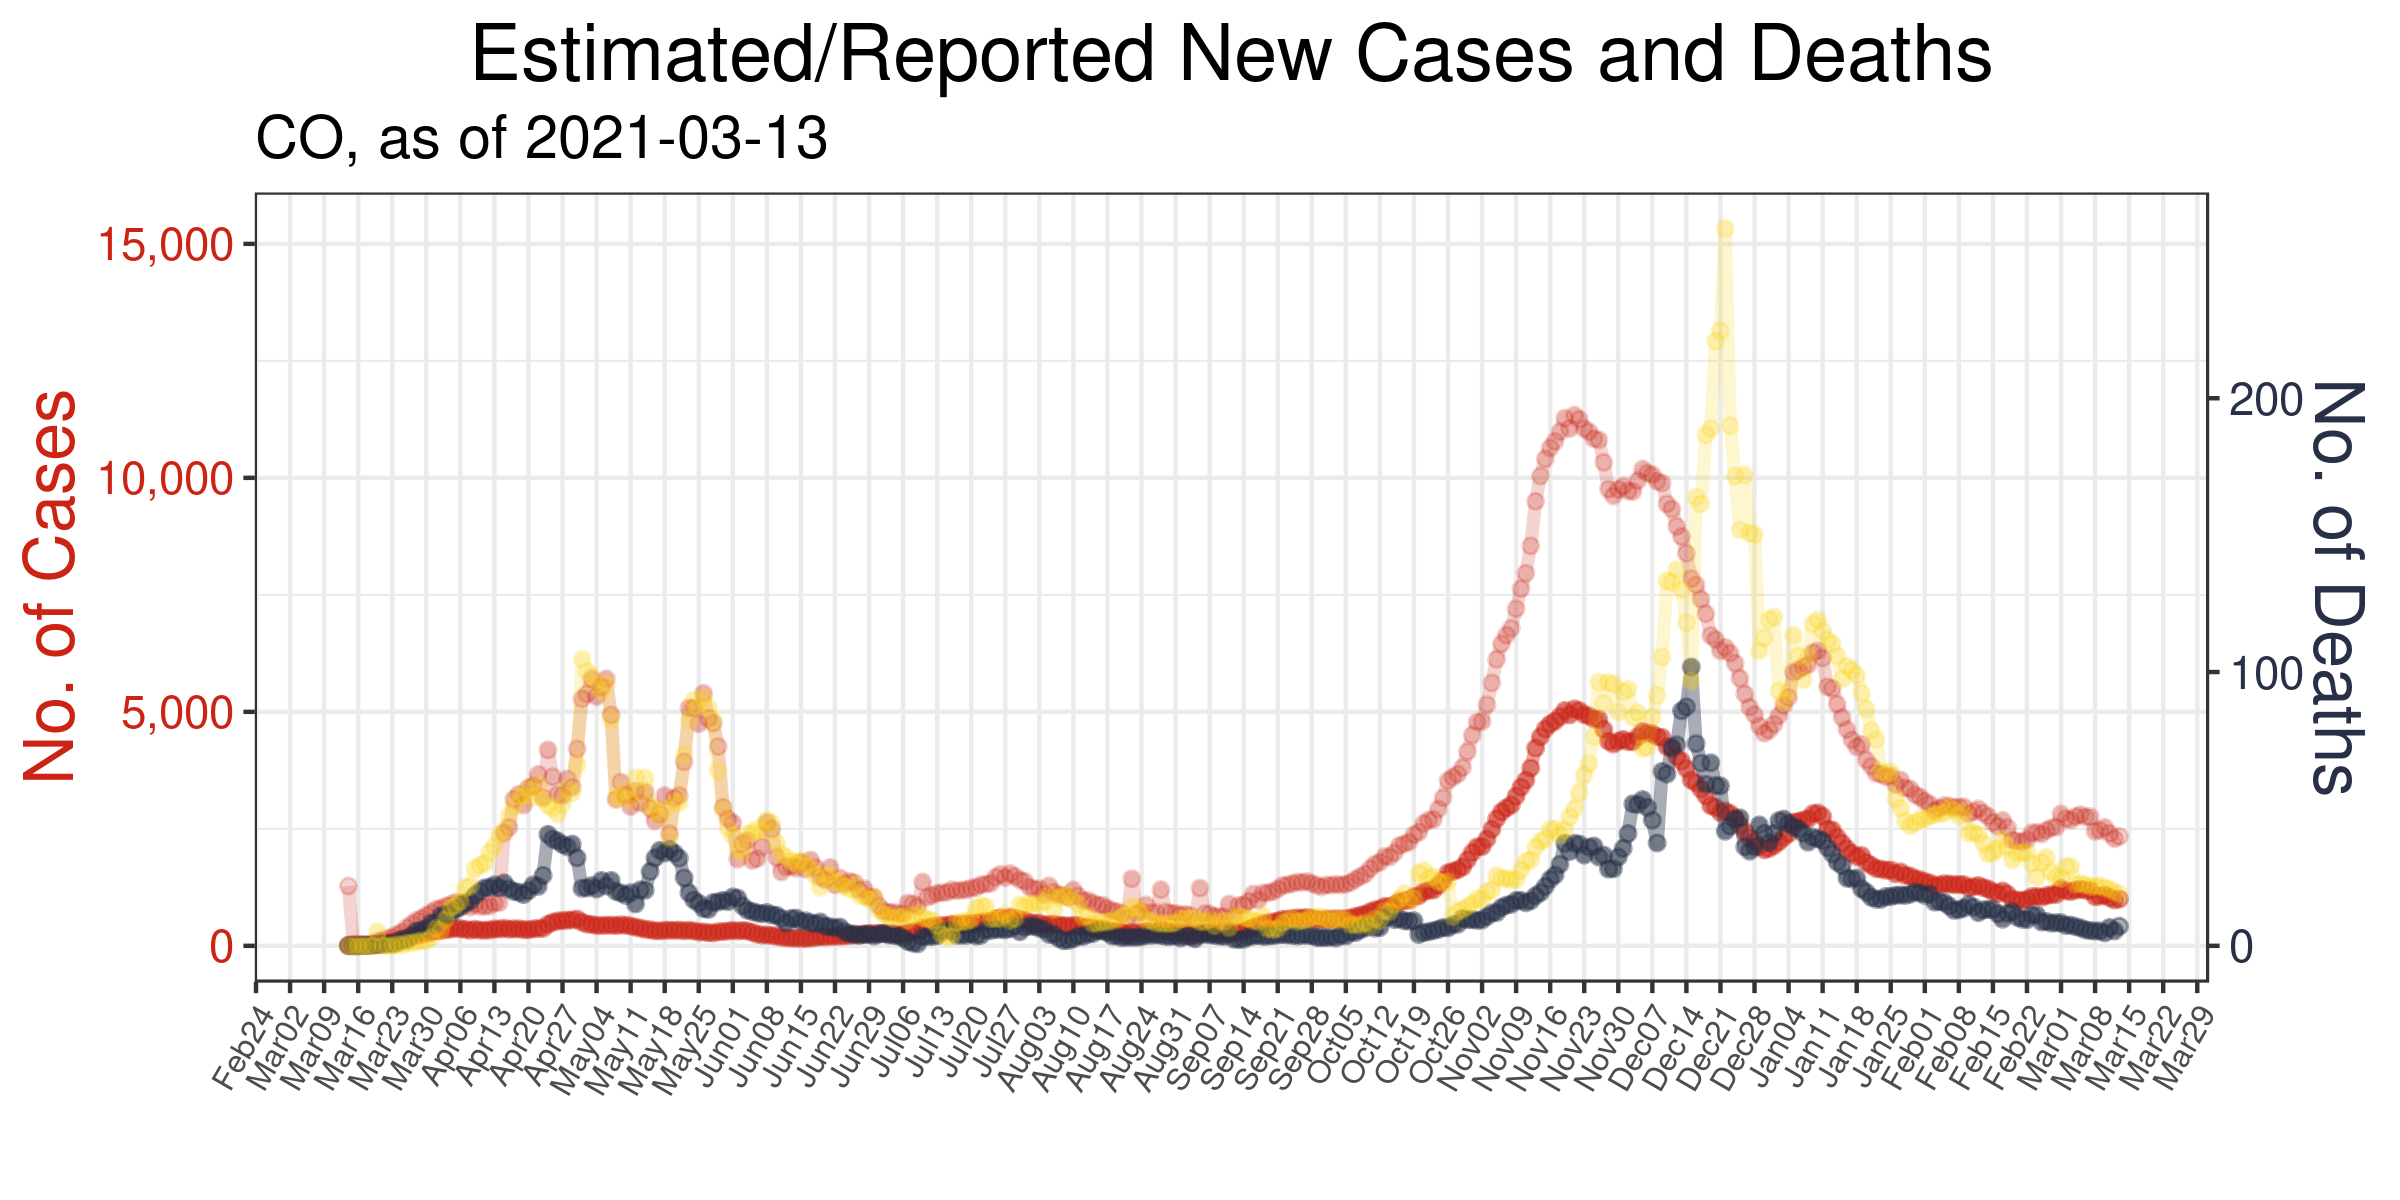 Estimated/Reported New Cases and Deaths
CO, as of 2021-03-13
No. of Cases
15,000
10,000
5,000
0
200
100
0
No. of Deaths
Feb24
Mar02
Mar09
Mar16
Mar23
Mar30
Apr06
Apr13
Apr20
Apr27
May04
May11
May18
May25
Jun01
Jun08
Jun15
Jun22
Jun29
Jul06
Jul13
Jul20
Jul27
Aug03
Aug10
Aug17
Aug24
Aug31
Sep07
Sep14
Sep21
Sep28
Oct05
Oct12
Oct19
Oct26
Nov02
Nov09
Nov16
Nov23
Nov30
Dec07
Dec14
Dec21
Dec28
Jan04
Jan11
Jan18
Jan25
Feb01
Feb08
Feb15
Feb22
Mar01
Mar08
Mar15
Mar22
Mar29